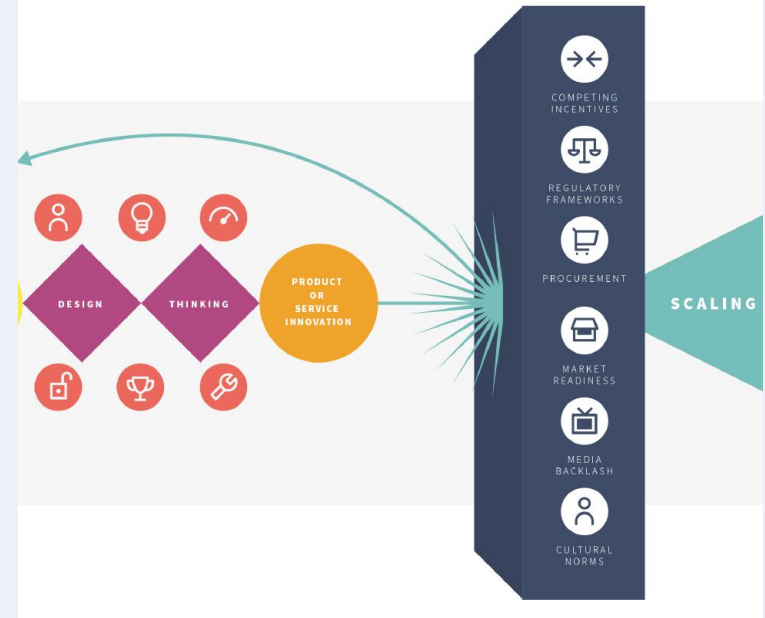 DESIGN
THINKING
PRODUCT
OR
SERVICE
INNOVATION
COMPETING
INCENTIVES
REGULATORY
FRAMEWORKS
PROCUREMENT
MARKET
READINESS
MEDIA
BACKLASH
CULTURAL
NORMS
SCALING